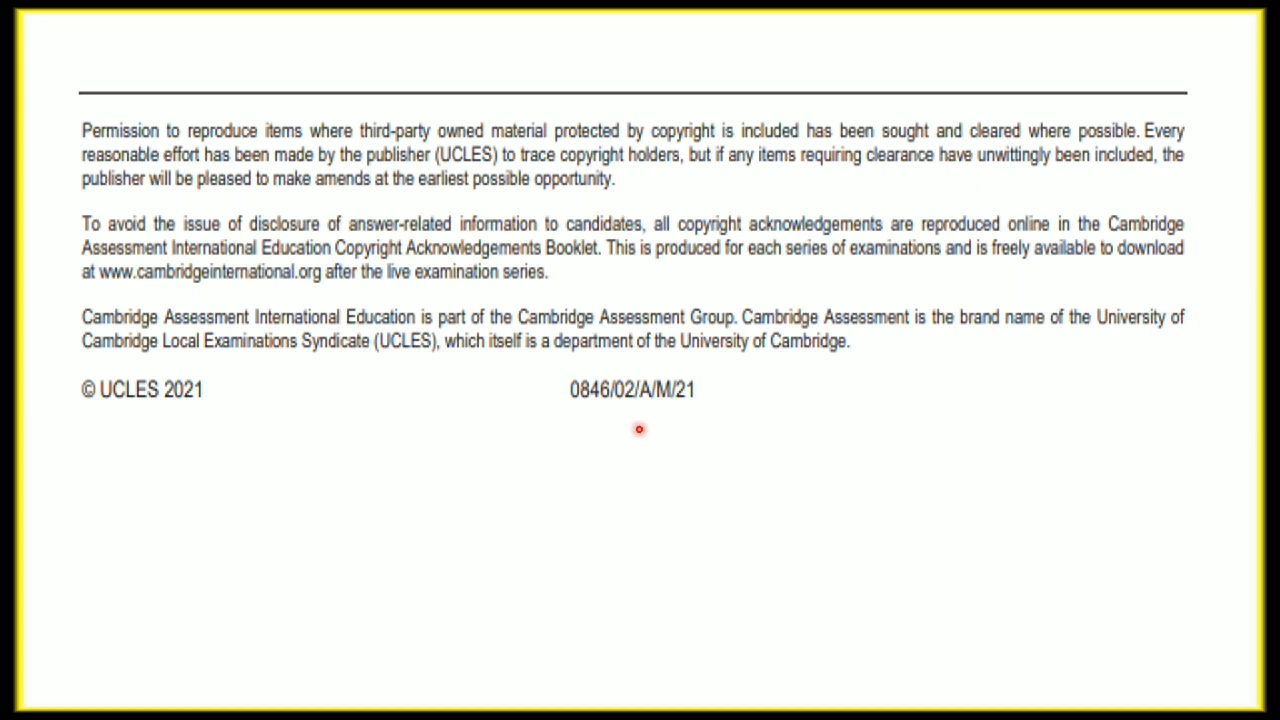 Permission to reproduce items where third-party owned material protected by copyright is included has been sought and cleared where possible. Every
reasonable effort has been made by the publisher (UCLES) to trace copyright holders, but if any items requiring clearance have unwittingly been included, the
publisher will be pleased to make amends at the earliest possible opportunity.
To avoid the issue of disclosure of answer-related information to candidates, all copyright acknowledgements are reproduced online in the Cambridge
Assessment International Education Copyright Acknowledgements Booklet. This is produced for each series of examinations and is freely available to download
at www.cambridgeinternational.org after the live examination series.
Cambridge Assessment International Education is part of the Cambridge Assessment Group. Cambridge Assessment is the brand name of the University of
Cambridge Local Examinations Syndicate (UCLES), which itself is a department of the University of Cambridge.
© UCLES 2021 0846/02/A/M/21